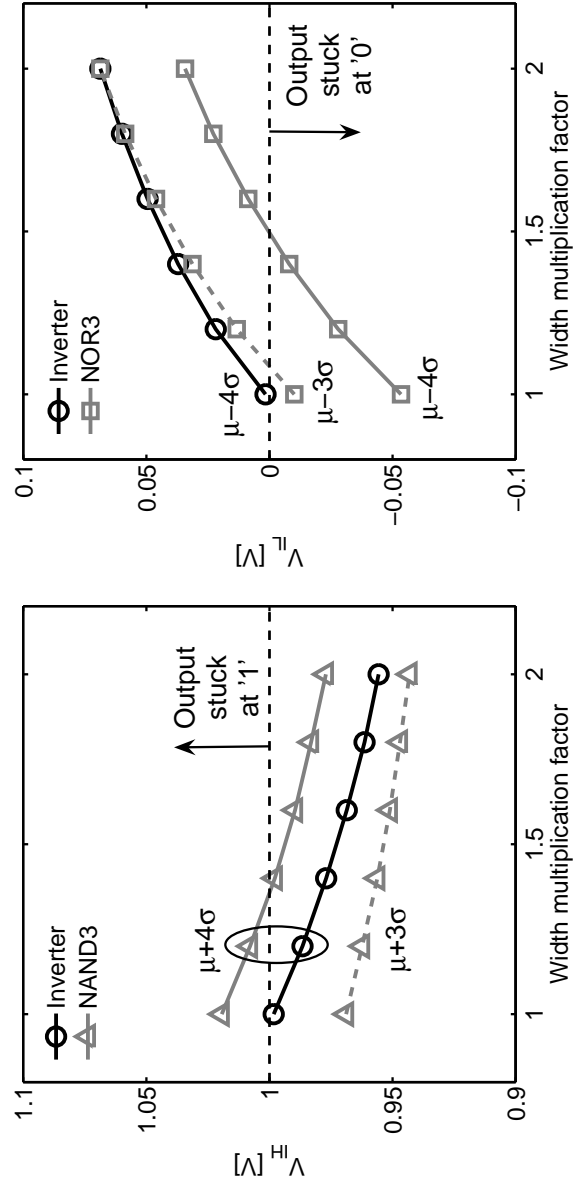 Inverter
NAND3
Output
stuck
at '1'
μ+4σ
μ+3σ
1.1
1.05
1
0.95
0.9
1
1.5
2
V_IH [V]
Width multiplication factor
Inverter
NOR3
μ−4σ
μ−3σ
μ−4σ
Output
stuck
at '0'
0.1
0.05
0
−0.05
−0.1
1
1.5
2
V_IL [V]
Width multiplication factor